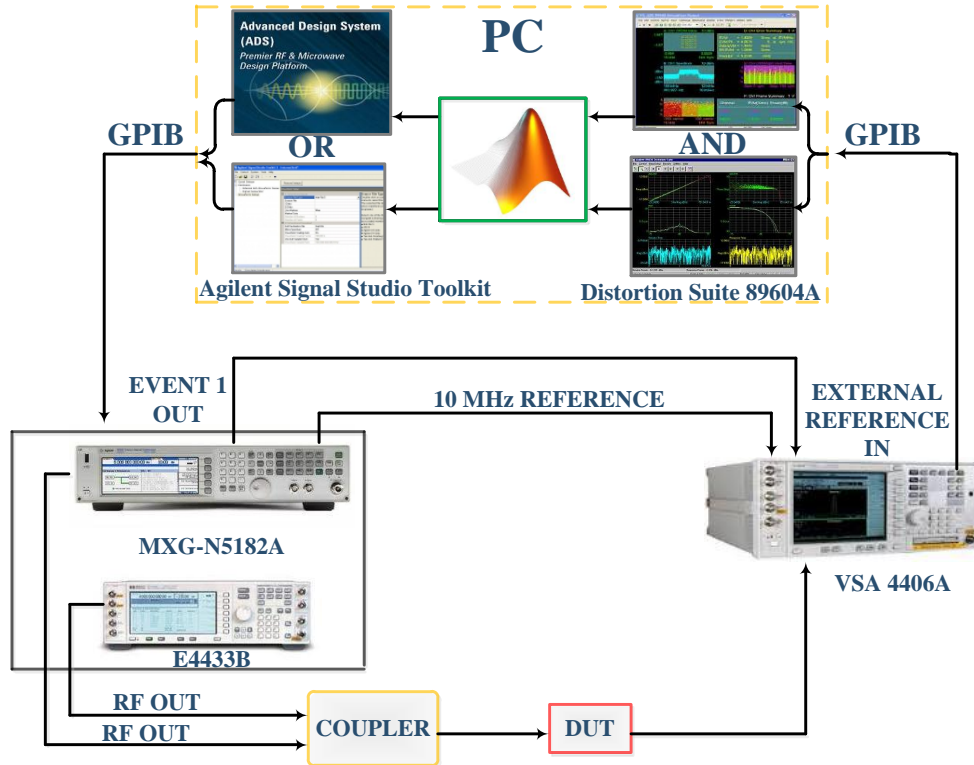 Advanced Design System
(ADS)
Premier RF & Microwave
Design Platform
PC
GPIB
OR
AND
GPIB
Agilent Signal Studio Toolkit
Distortion Suite 89604A
EVENT 1
OUT
10 MHz REFERENCE
EXTERNAL
REFERENCE
IN
MXG-N5182A
VSA 4406A
E4433B
RF OUT
RF OUT
COUPLER
DUT